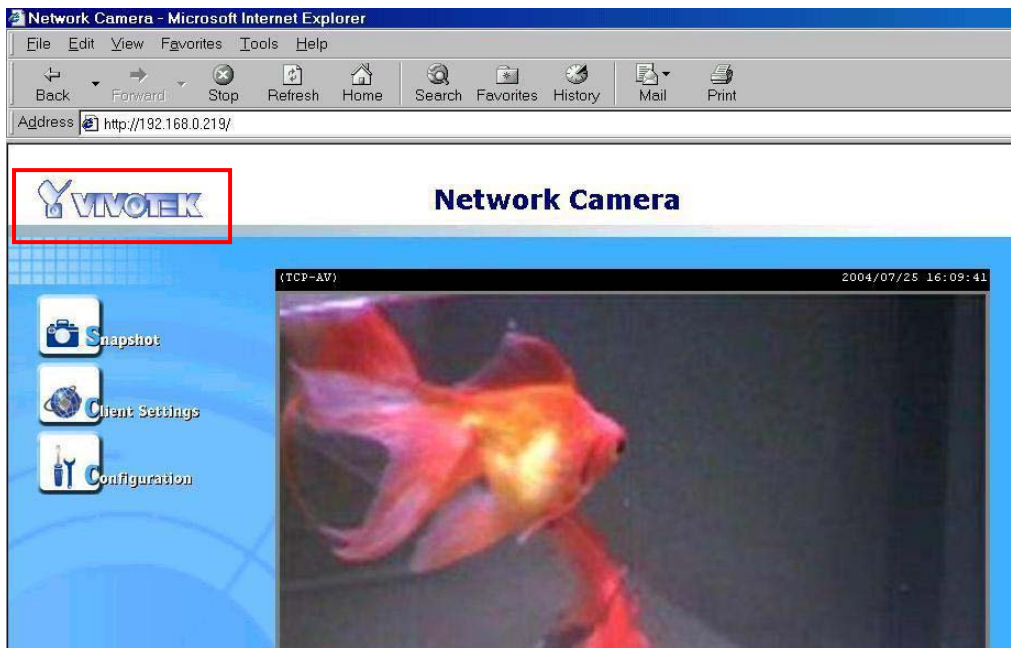 Network Camera - Microsoft Internet Explorer
File Edit View Favorites Tools Help
Back Forward Stop Refresh Home Search Favorites History Mail Print
Address http://192.168.0.219/
VIVOTEK
Network Camera
(TCP-AV) 2004/07/25 16:09:41
Snapshot
Client Settings
Configuration